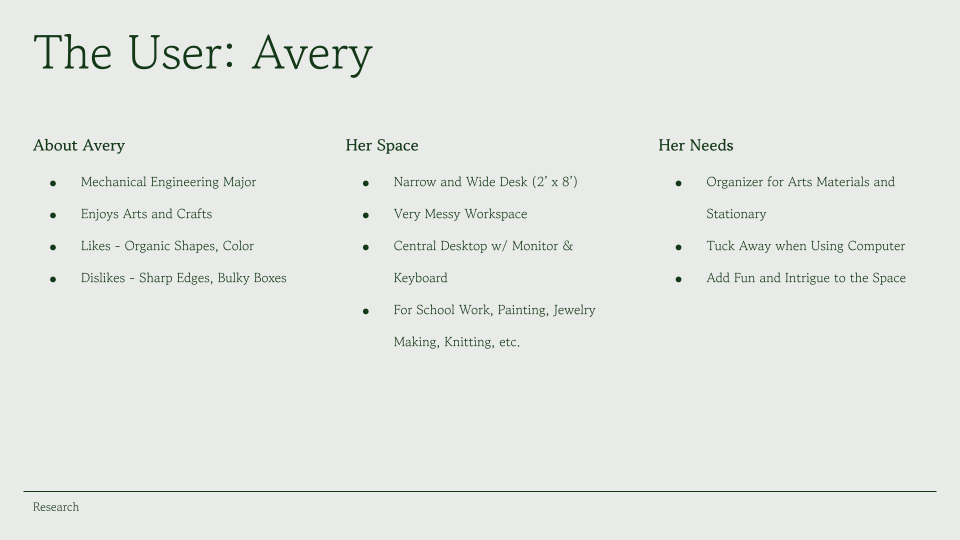 The User: Avery
About Avery
● Mechanical Engineering Major
● Enjoys Arts and Crafts
● Likes - Organic Shapes, Color
● Dislikes - Sharp Edges, Bulky Boxes
Her Space
● Narrow and Wide Desk (2’ x 8’)
● Very Messy Workspace
● Central Desktop w/ Monitor &
Keyboard
● For School Work, Painting, Jewelry
Making, Knitting, etc.
Her Needs
● Organizer for Arts Materials and
Stationary
● Tuck Away when Using Computer
● Add Fun and Intrigue to the Space
Research